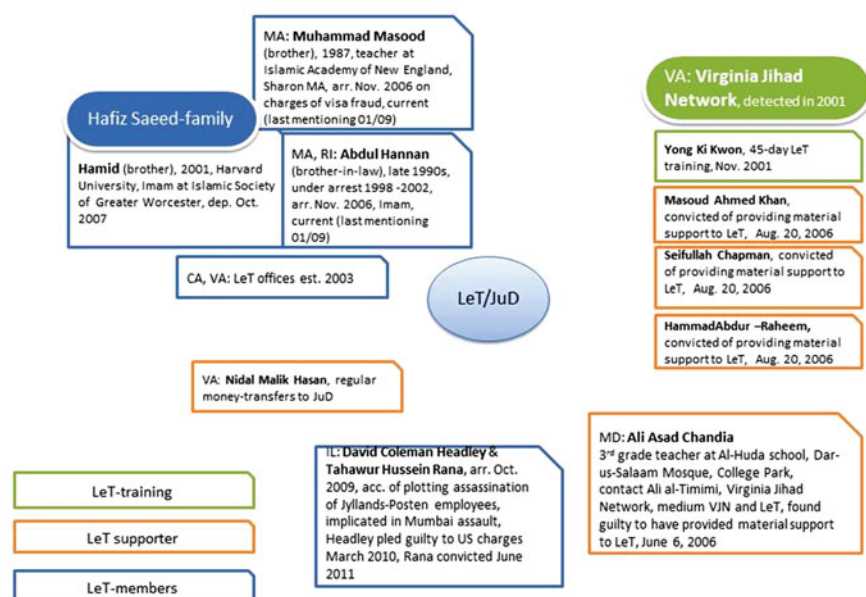 MA: Muhammad Masood
(brother), 1987, teacher at
Islamic Academy of New England,
Sharon MA, arr. Nov. 2006 on
charges of visa fraud, current
(last mentioning 01/09)
Hafiz Saeed-family
Hamid (brother), 2001, Harvard
University, Imam at Islamic Society
of Greater Worcester, dep. Oct.
2007
MA, RI: Abdul Hannan
(brother-in-law), late 1990s,
under arrest 1998 -2002,
arr. Nov. 2006, Imam,
current (last mentioning
01/09)
CA, VA: LeT offices est. 2003
LeT/JuD
VA: Virginia Jihad
Network, detected in 2001
Yong Ki Kwon, 45-day LeT
training, Nov. 2001
Masoud Ahmed Khan,
convicted of providing material
support to LeT, Aug. 20, 2006
Seifullah Chapman, convicted
of providing material support to
LeT, Aug. 20, 2006
HammadAbdur –Raheem,
convicted of providing material
support to LeT, Aug. 20, 2006
VA: Nidal Malik Hasan, regular
money-transfers to JuD
IL: David Coleman Headley &
Tahawur Hussein Rana, arr. Oct.
2009, acc. of plotting assassination
of Jyllands-Posten employees,
implicated in Mumbai assault,
Headley pled guilty to US charges
March 2010, Rana convicted June
2011
MD: Ali Asad Chandia
3rd grade teacher at Al-Huda school, Dar-
us-Salaam Mosque, College Park,
contact Ali al-Timimi, Virginia Jihad
Network, medium VJN and LeT, found
guilty to have provided material support
to LeT, June 6, 2006
LeT-training
LeT supporter
LeT-members